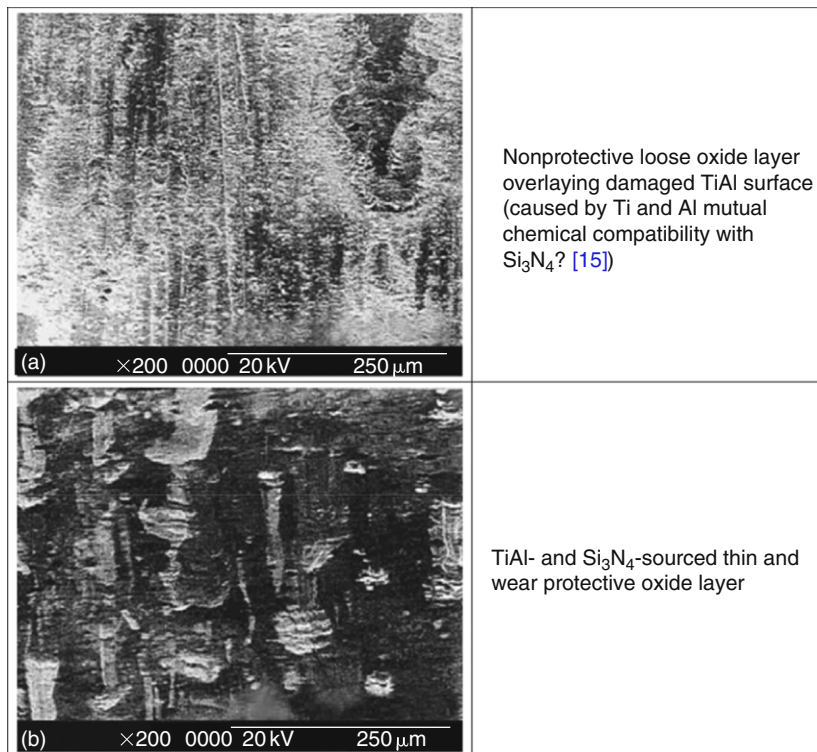 Nonprotective loose oxide layer
overlaying damaged TiAl surface
(caused by Ti and Al mutual
chemical compatibility with
Si₃N₄? [15])
(a) ×200 0000 20 kV 250 μm
TiAl- and Si₃N₄-sourced thin and
wear protective oxide layer
(b) ×200 0000 20 kV 250 μm